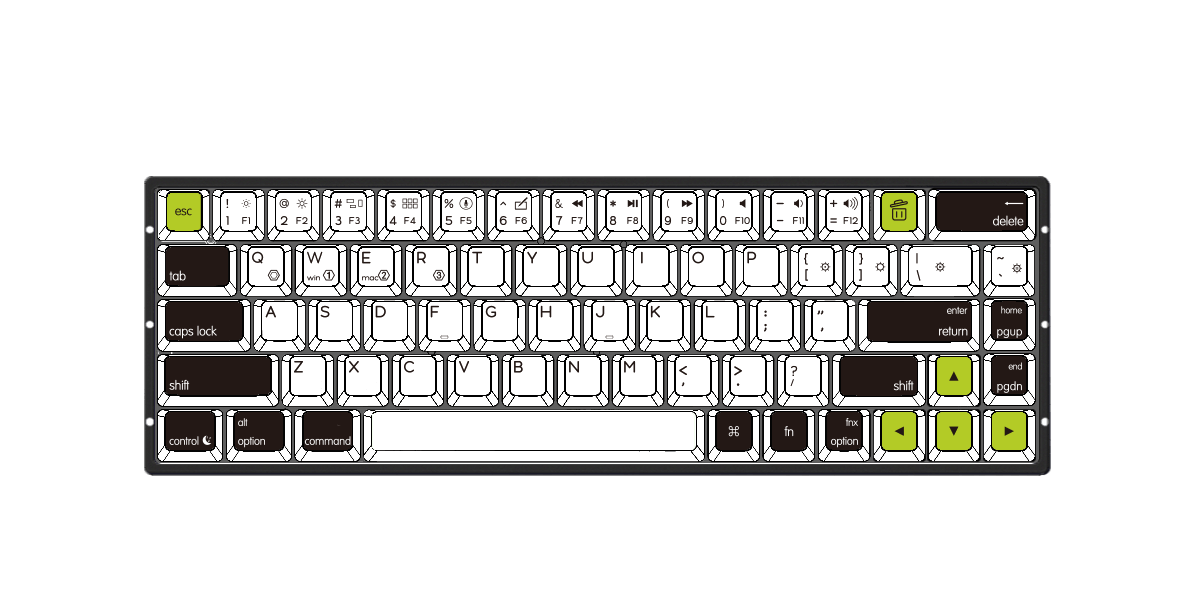 esc ! 1 F1 @ 2 F2 # 3 F3 $ 4 F4 % 5 F5 ^ 6 F6 & 7 F7 * 8 F8 ( 9 F9 ) 0 F10 − − F11 + = F12 ← delete
tab Q W win 1 E mac 2 R 3 T Y U I O P { [ } ] | \ ~ `
caps lock A S D F G H J K L : ; " , enter return home pgup
shift Z X C V B N M < , > . ? / shift ▲ end pgdn
control alt option command ⌘ fn fnx option ◀ ▼ ▶